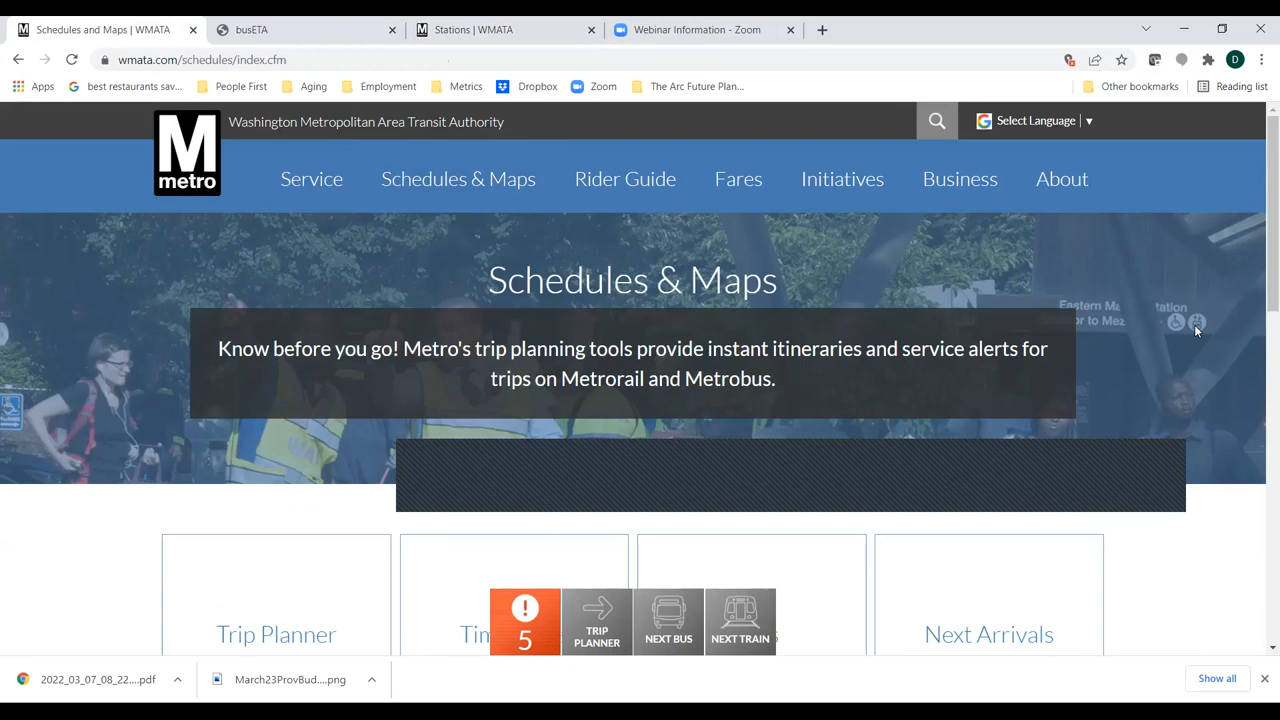 Schedules and Maps | WMATA
busETA
Stations | WMATA
Webinar Information - Zoom
wmata.com/schedules/index.cfm
D
Apps
best restaurants sav...
People First
Aging
Employment
Metrics
Dropbox
Zoom
The Arc Future Plan...
Other bookmarks
Reading list
M
metro
Washington Metropolitan Area Transit Authority
Select Language
Service
Schedules & Maps
Rider Guide
Fares
Initiatives
Business
About
Schedules & Maps
Know before you go! Metro's trip planning tools provide instant itineraries and service alerts for
trips on Metrorail and Metrobus.
Trip Planner
Next Arrivals
5
TRIP
PLANNER
NEXT BUS
NEXT TRAIN
2022_03_07_08_22....pdf
March23ProvBud....png
Show all